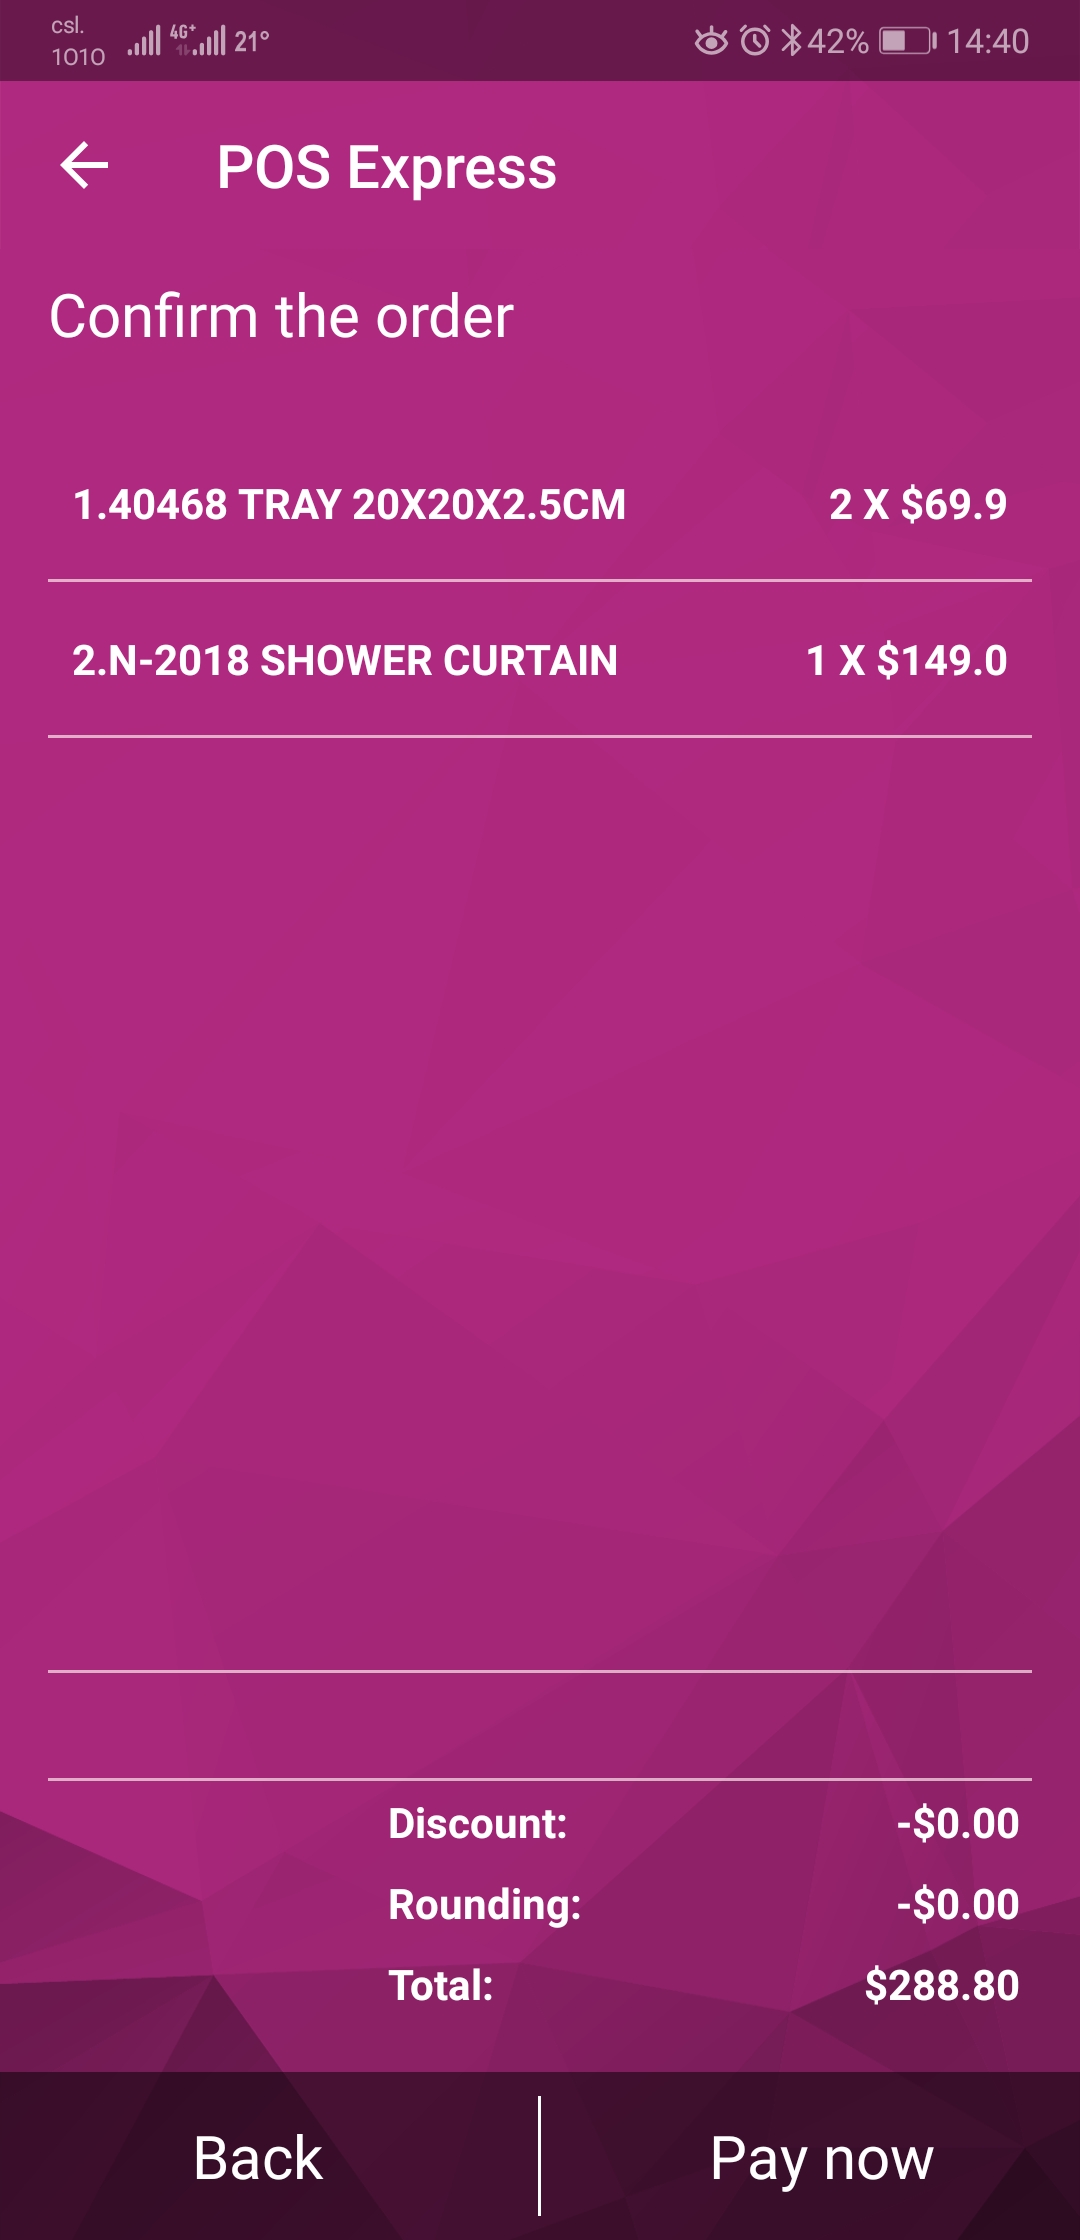 csl.
1010
4G+
21°
42%
14:40
POS Express
Confirm the order
1.40468 TRAY 20X20X2.5CM 2 X $69.9
2.N-2018 SHOWER CURTAIN 1 X $149.0
Discount: -$0.00
Rounding: -$0.00
Total: $288.80
Back Pay now